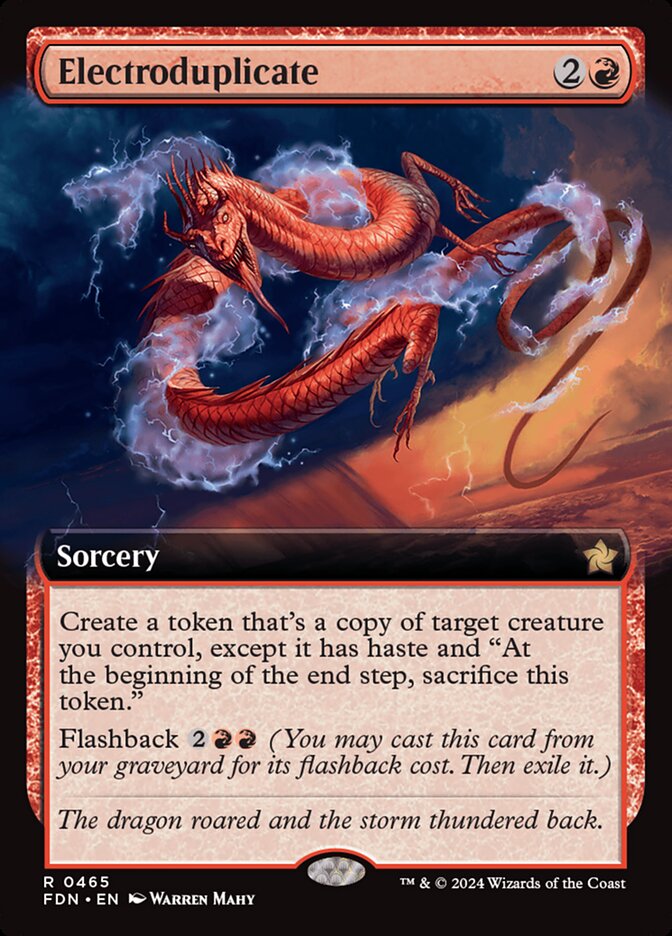 Electroduplicate 2
Sorcery
Create a token that's a copy of target creature
you control, except it has haste and “At
the beginning of the end step, sacrifice this
token.”
Flashback 2 (You may cast this card from
your graveyard for its flashback cost. Then exile it.)
The dragon roared and the storm thundered back.
R 0465
FDN • EN Warren Mahy
™ & © 2024 Wizards of the Coast